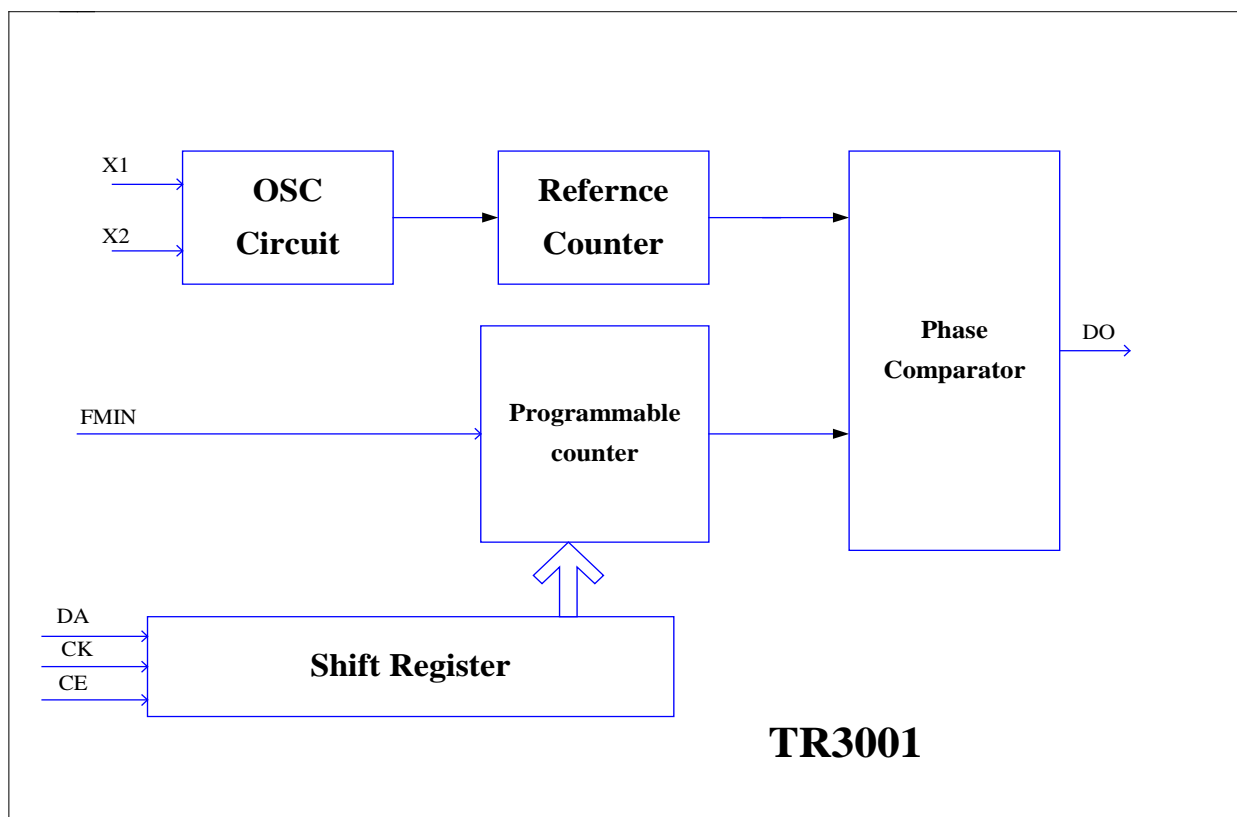 X1
X2
OSC
Circuit
Refernce
Counter
Phase
Comparator
DO
FMIN
Programmable
counter
DA
CK
CE
Shift Register
TR3001